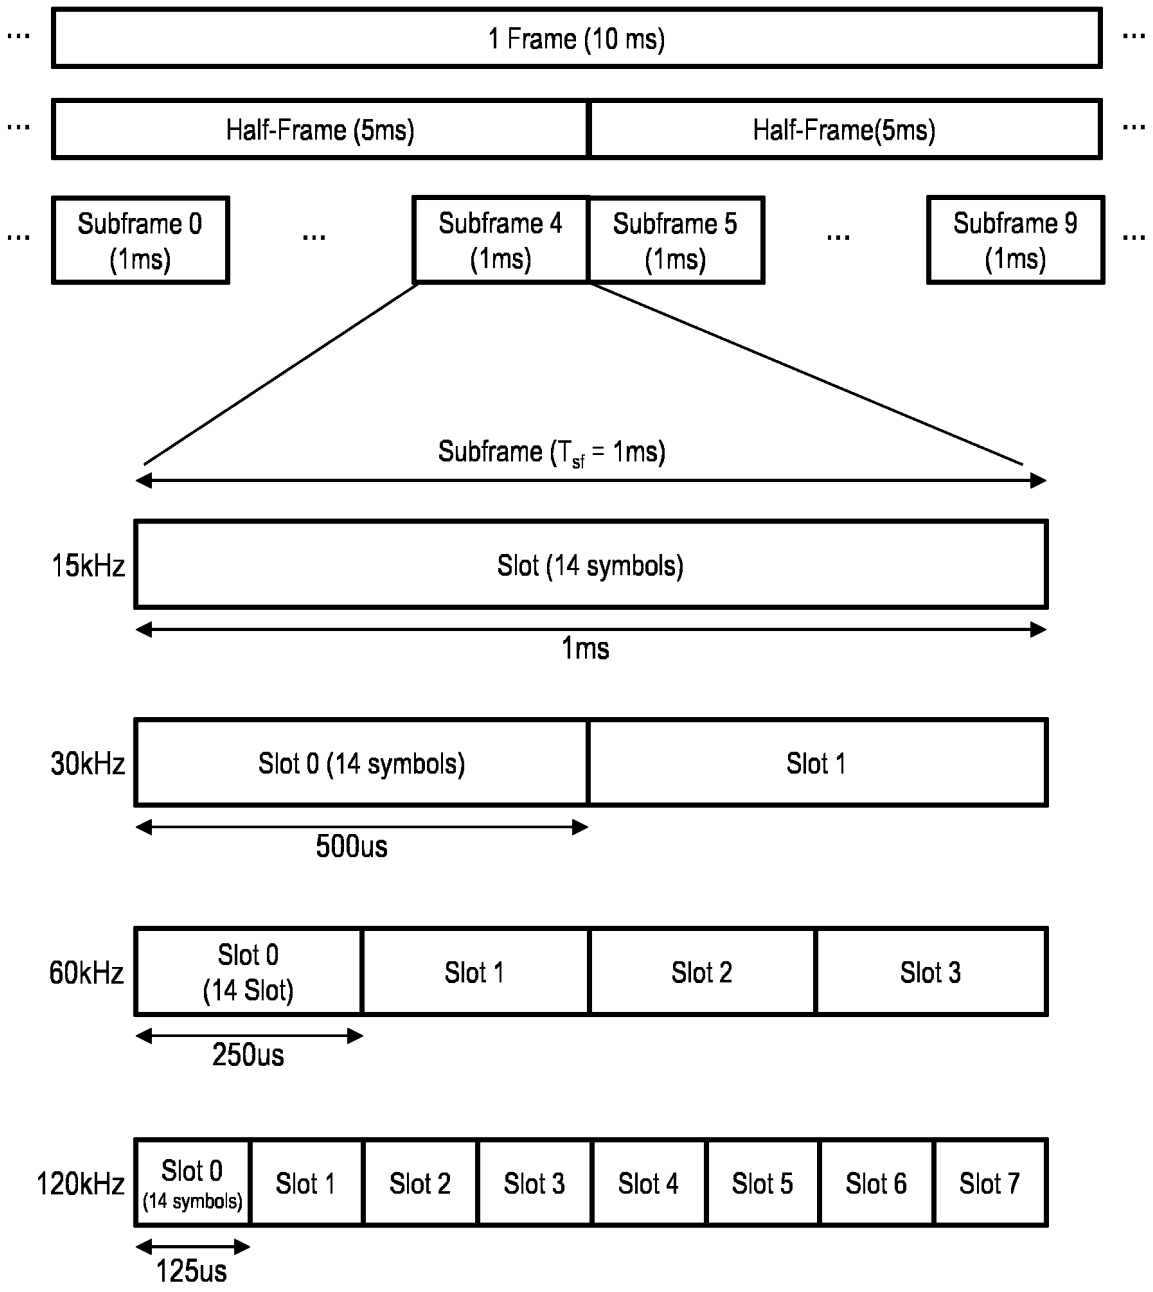 ... 1 Frame (10 ms) ...
... Half-Frame (5ms) Half-Frame(5ms) ...
... Subframe 0 (1ms) ... Subframe 4 (1ms) Subframe 5 (1ms) ... Subframe 9 (1ms) ...
Subframe (Tsf = 1ms)
15kHz Slot (14 symbols)
1ms
30kHz Slot 0 (14 symbols) Slot 1
500us
60kHz Slot 0 (14 Slot) Slot 1 Slot 2 Slot 3
250us
120kHz Slot 0 (14 symbols) Slot 1 Slot 2 Slot 3 Slot 4 Slot 5 Slot 6 Slot 7
125us